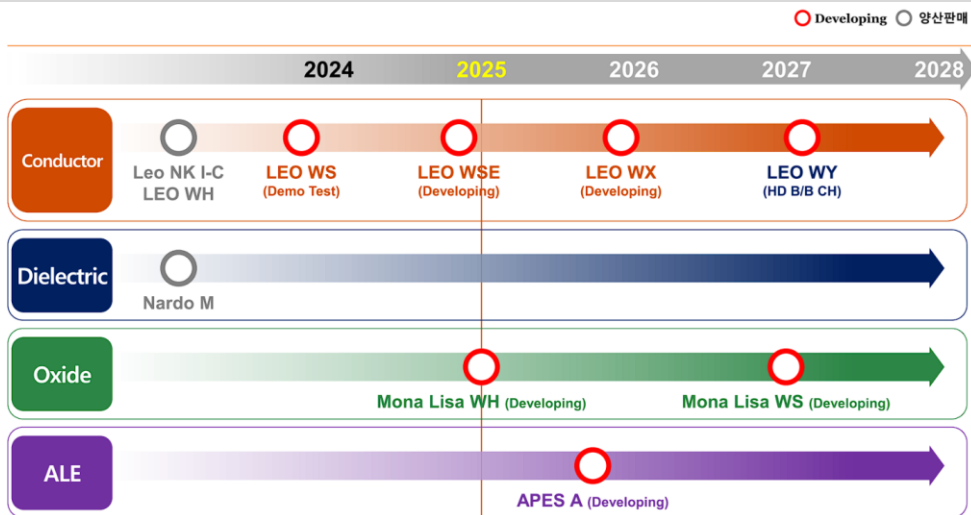 Developing 양산판매
2024 2025 2026 2027 2028
Conductor
Leo NK I-C
LEO WH
LEO WS
(Demo Test)
LEO WSE
(Developing)
LEO WX
(Developing)
LEO WY
(HD B/B CH)
Dielectric
Nardo M
Oxide
Mona Lisa WH (Developing)
Mona Lisa WS (Developing)
ALE
APES A (Developing)